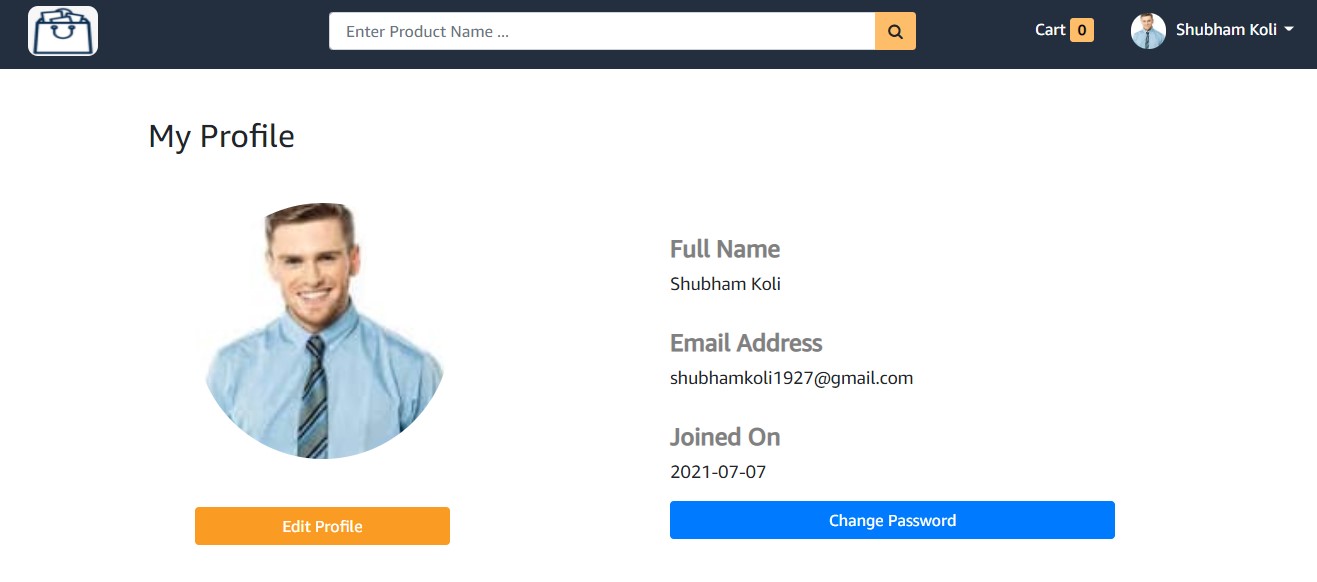 Enter Product Name ...
Cart 0
Shubham Koli
My Profile
Full Name
Shubham Koli
Email Address
shubhamkoli1927@gmail.com
Joined On
2021-07-07
Edit Profile
Change Password